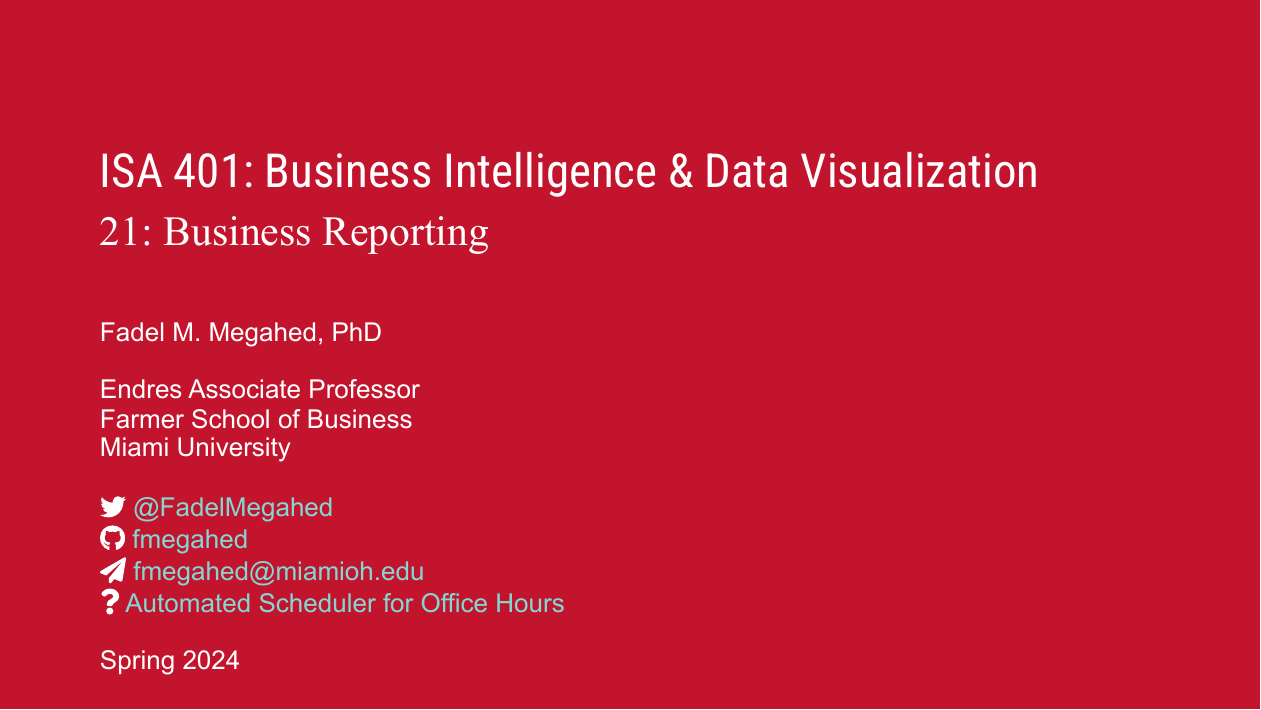 ISA 401: Business Intelligence & Data Visualization
21: Business Reporting
Fadel M. Megahed, PhD
Endres Associate Professor
Farmer School of Business
Miami University
@FadelMegahed
fmegahed
fmegahed@miamioh.edu
? Automated Scheduler for Office Hours
Spring 2024